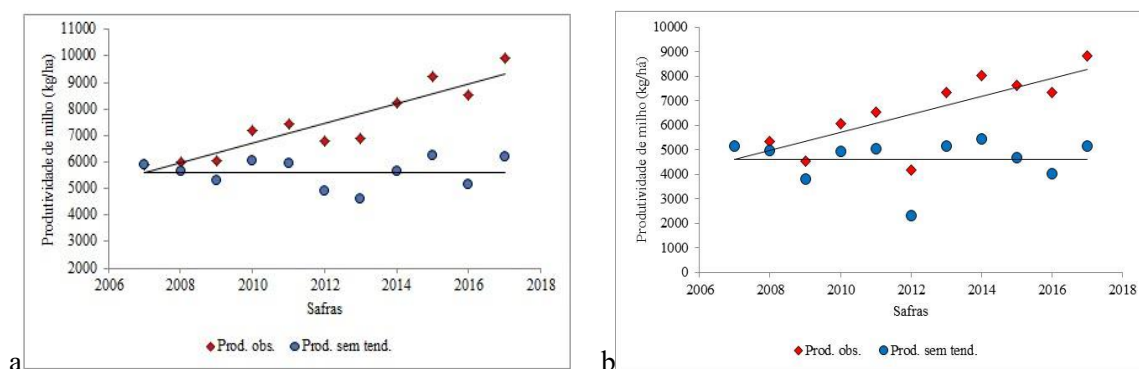 Produtividade de milho (kg/ha)
11000
10000
9000
8000
7000
6000
5000
4000
3000
2000
2006 2008 2010 2012 2014 2016 2018
Safras
Prod. obs. Prod. sem tend.
a
Produtividade de milho (kg/há)
10000
9000
8000
7000
6000
5000
4000
3000
2000
1000
0
2006 2008 2010 2012 2014 2016 2018
Safras
Prod. obs. Prod. sem tend.
b